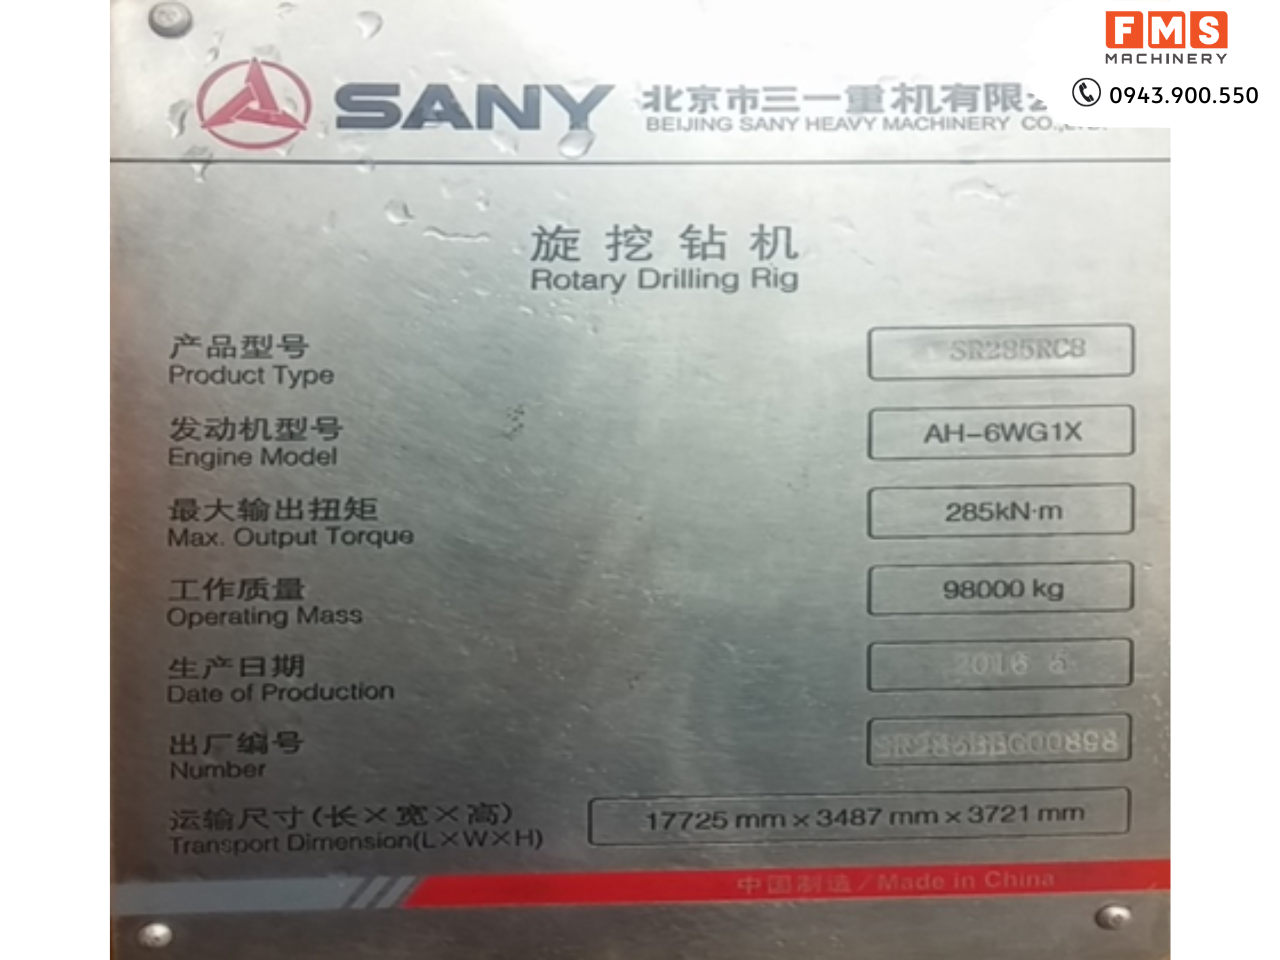 FMS
MACHINERY
0943.900.550
SANY
北京市三一重机有限公
BEIJING SANY HEAVY MACHINERY CO.,LTD.
旋挖钻机
Rotary Drilling Rig
产品型号
Product Type
SR285RC8
发动机型号
Engine Model
AH-6WG1X
最大输出扭矩
Max. Output Torque
285kN·m
工作质量
Operating Mass
98000 kg
生产日期
Date of Production
2016 5
出厂编号
Number
运输尺寸(长×宽×高)
Transport Dimension(L×W×H)
17725 mm × 3487 mm × 3721 mm
中国制造/Made in China